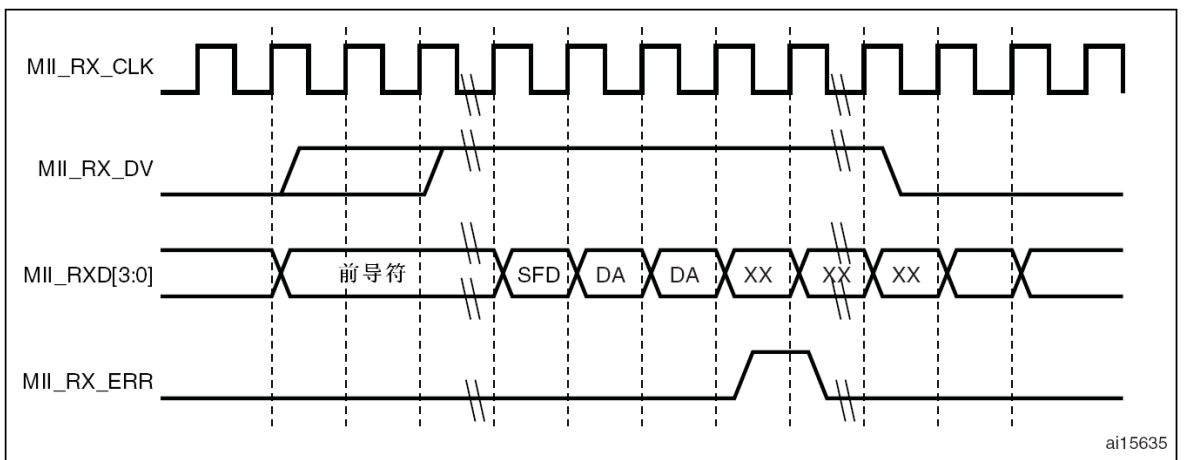 MII_RX_CLK
MII_RX_DV
MII_RXD[3:0] 前导符 SFD DA DA XX XX XX
MII_RX_ERR
ai15635